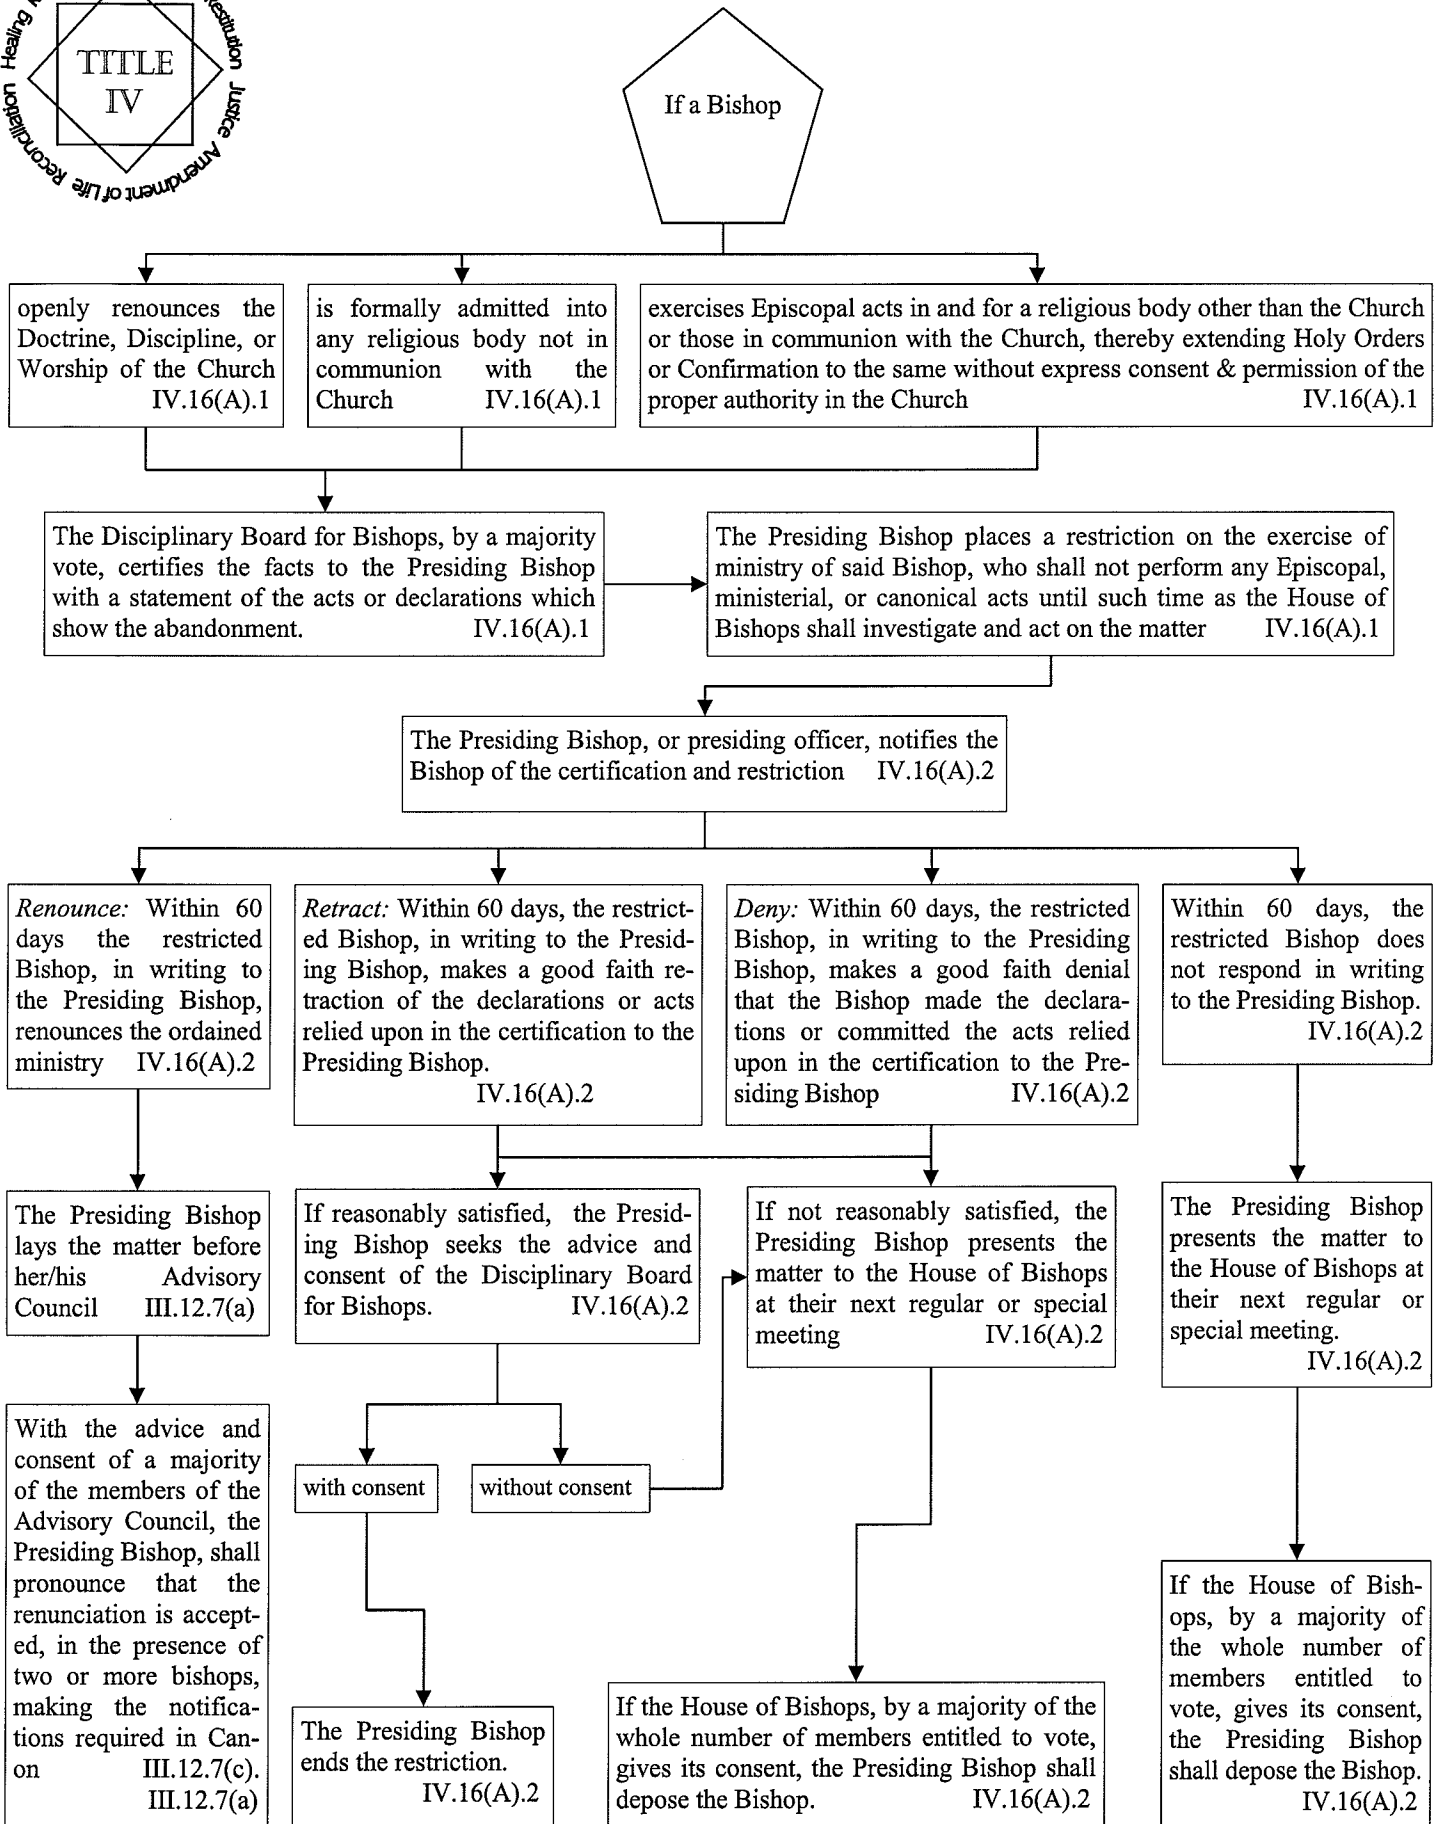 Healing
Restitution
Justice
Amendment of Life
Reconciliation
TITLE
IV
If a Bishop
openly renounces the
Doctrine, Discipline, or
Worship of the Church
IV.16(A).1
is formally admitted into
any religious body not in
communion with the
Church IV.16(A).1
exercises Episcopal acts in and for a religious body other than the Church
or those in communion with the Church, thereby extending Holy Orders
or Confirmation to the same without express consent & permission of the
proper authority in the Church IV.16(A).1
The Disciplinary Board for Bishops, by a majority
vote, certifies the facts to the Presiding Bishop
with a statement of the acts or declarations which
show the abandonment. IV.16(A).1
The Presiding Bishop places a restriction on the exercise of
ministry of said Bishop, who shall not perform any Episcopal,
ministerial, or canonical acts until such time as the House of
Bishops shall investigate and act on the matter IV.16(A).1
The Presiding Bishop, or presiding officer, notifies the
Bishop of the certification and restriction IV.16(A).2
Renounce: Within 60
days the restricted
Bishop, in writing to
the Presiding Bishop,
renounces the ordained
ministry IV.16(A).2
Retract: Within 60 days, the restrict-
ed Bishop, in writing to the Presid-
ing Bishop, makes a good faith re-
traction of the declarations or acts
relied upon in the certification to the
Presiding Bishop.
IV.16(A).2
Deny: Within 60 days, the restricted
Bishop, in writing to the Presiding
Bishop, makes a good faith denial
that the Bishop made the declara-
tions or committed the acts relied
upon in the certification to the Pre-
siding Bishop IV.16(A).2
Within 60 days, the
restricted Bishop does
not respond in writing
to the Presiding Bishop.
IV.16(A).2
The Presiding Bishop
lays the matter before
her/his Advisory
Council III.12.7(a)
If reasonably satisfied, the Presid-
ing Bishop seeks the advice and
consent of the Disciplinary Board
for Bishops. IV.16(A).2
If not reasonably satisfied, the
Presiding Bishop presents the
matter to the House of Bishops
at their next regular or special
meeting IV.16(A).2
The Presiding Bishop
presents the matter to
the House of Bishops at
their next regular or
special meeting.
IV.16(A).2
With the advice and
consent of a majority
of the members of the
Advisory Council, the
Presiding Bishop, shall
pronounce that the
renunciation is accept-
ed, in the presence of
two or more bishops,
making the notifica-
tions required in Can-
on III.12.7(c).
III.12.7(a)
with consent
without consent
The Presiding Bishop
ends the restriction.
IV.16(A).2
If the House of Bishops, by a majority of the
whole number of members entitled to vote,
gives its consent, the Presiding Bishop shall
depose the Bishop. IV.16(A).2
If the House of Bish-
ops, by a majority of
the whole number of
members entitled to
vote, gives its consent,
the Presiding Bishop
shall depose the Bishop.
IV.16(A).2